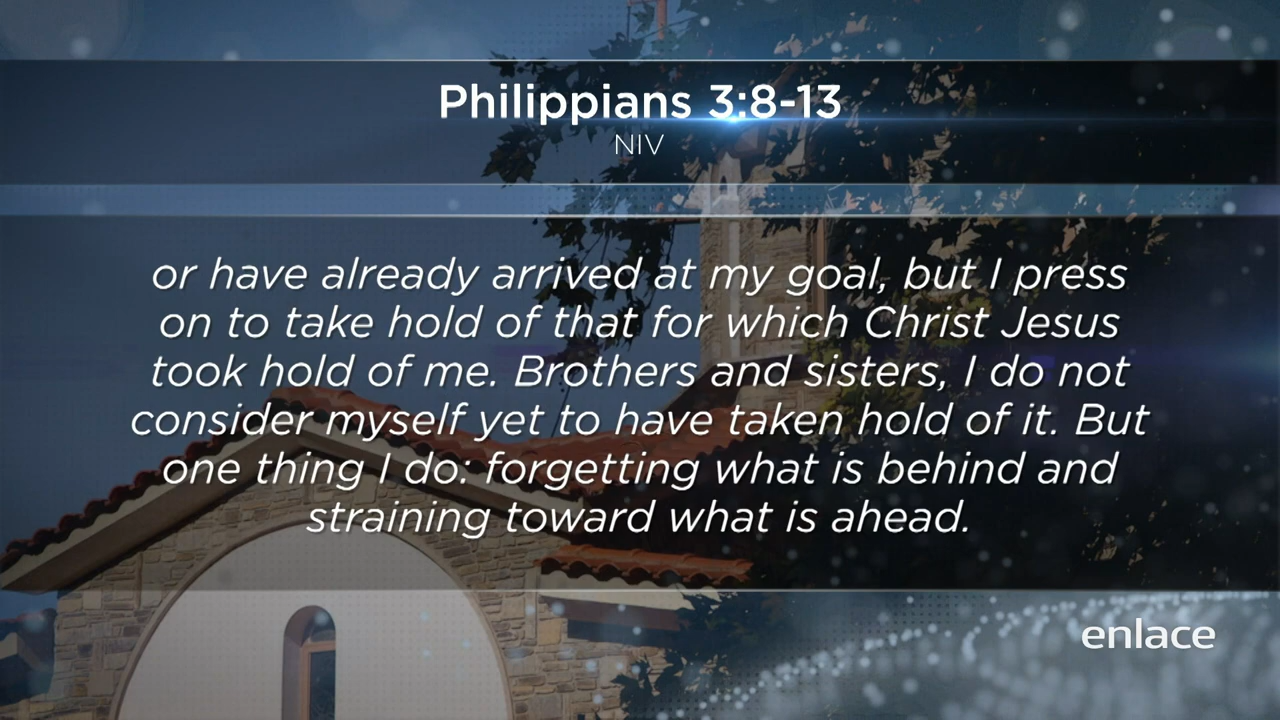 Philippians 3:8-13
NIV
or have already arrived at my goal, but I press
on to take hold of that for which Christ Jesus
took hold of me. Brothers and sisters, I do not
consider myself yet to have taken hold of it. But
one thing I do: forgetting what is behind and
straining toward what is ahead.
enlace